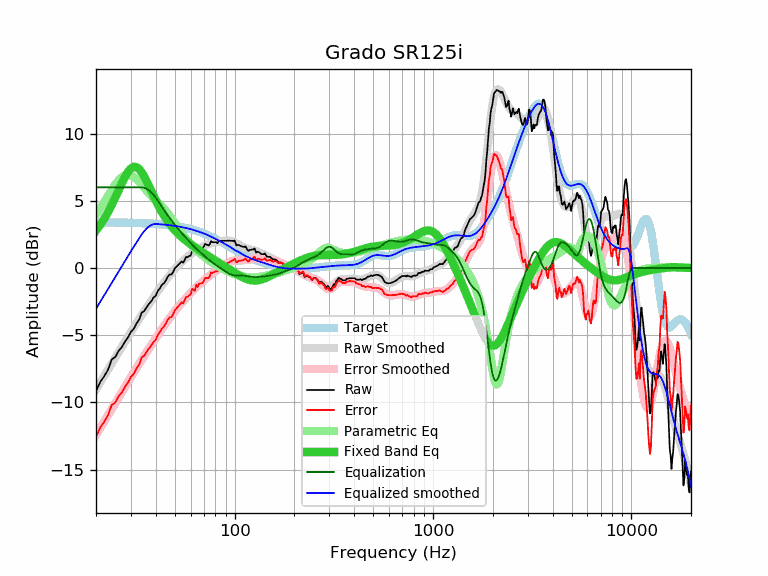 Grado SR125i
Amplitude (dBr)
10
5
0
−5
−10
−15
Target
Raw Smoothed
Error Smoothed
Raw
Error
Parametric Eq
Fixed Band Eq
Equalization
Equalized smoothed
100 1000 10000
Frequency (Hz)